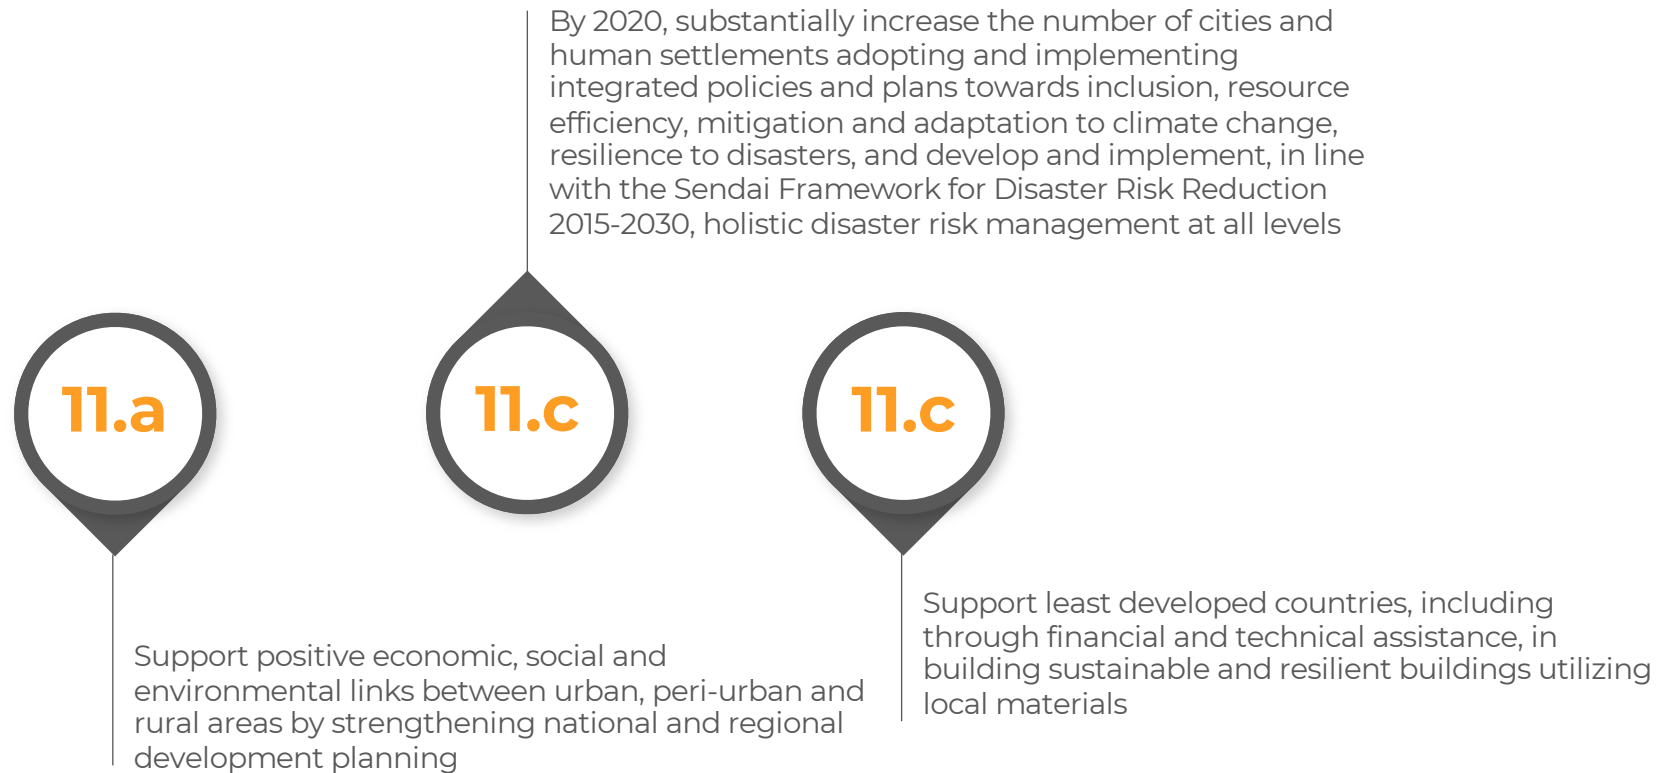 By 2020, substantially increase the number of cities and
human settlements adopting and implementing
integrated policies and plans towards inclusion, resource
efficiency, mitigation and adaptation to climate change,
resilience to disasters, and develop and implement, in line
with the Sendai Framework for Disaster Risk Reduction
2015-2030, holistic disaster risk management at all levels
11.a
11.c
11.c
Support positive economic, social and
environmental links between urban, peri-urban and
rural areas by strengthening national and regional
development planning
Support least developed countries, including
through financial and technical assistance, in
building sustainable and resilient buildings utilizing
local materials